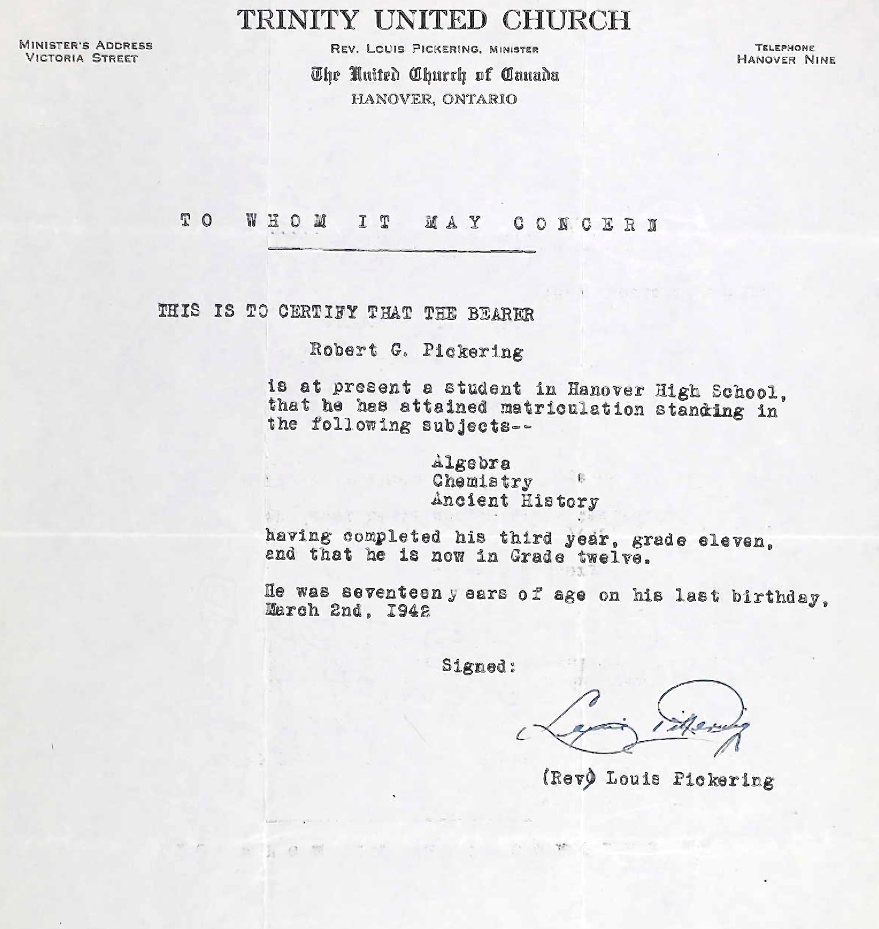 TRINITY UNITED CHURCH
MINISTER'S ADDRESS
VICTORIA STREET
REV. LOUIS PICKERING, MINISTER
The United Church of Canada
HANOVER, ONTARIO
TELEPHONE
HANOVER NINE
TO WHOM IT MAY CONCERN
THIS IS TO CERTIFY THAT THE BEARER
Robert G. Pickering
is at present a student in Hanover High School,
that he has attained matriculation standing in
the following subjects--
Algebra
Chemistry
Ancient History
having completed his third year, grade eleven,
and that he is now in Grade twelve.
He was seventeen years of age on his last birthday,
March 2nd, 1942
Signed:
Louis Pickering
(Rev) Louis Pickering